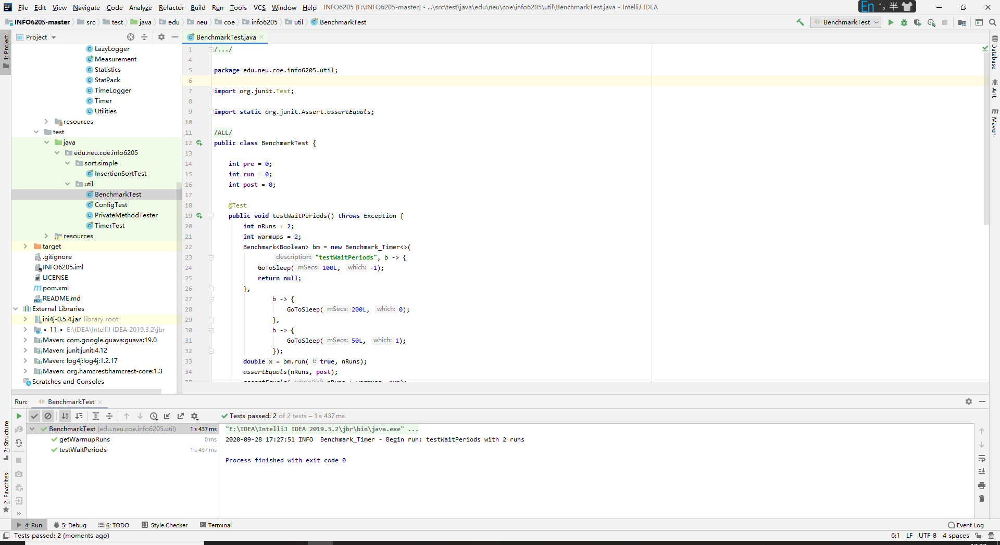 File Edit View Navigate Code Analyze Refactor Build Run Tools VCS Window Help INFO6205 [F:\INFO6205-master] - ...\src\test\java\edu\neu\coe\info6205\util\BenchmarkTest.java - IntelliJ IDEA
En 半
INFO6205-master src test java edu neu coe info6205 util BenchmarkTest
BenchmarkTest
Project
BenchmarkTest.java
1: Project
LazyLogger
Measurement
Statistics
StatPack
TimeLogger
Timer
Utilities
resources
test
java
edu.neu.coe.info6205
sort.simple
InsertionSortTest
util
BenchmarkTest
ConfigTest
PrivateMethodTester
TimerTest
resources
target
.gitignore
INFO6205.iml
LICENSE
pom.xml
README.md
External Libraries
ini4j-0.5.4.jar library root
< 11 > E:\IDEA\IntelliJ IDEA 2019.3.2\jbr
Maven: com.google.guava:guava:19.0
Maven: junit:junit:4.12
Maven: log4j:log4j:1.2.17
Maven: org.hamcrest:hamcrest-core:1.3
Scratches and Consoles
1 /.../
4
5 package edu.neu.coe.info6205.util;
6
7 import org.junit.Test;
8
9 import static org.junit.Assert.assertEquals;
10
11 /ALL/
12 public class BenchmarkTest {
13
14 int pre = 0;
15 int run = 0;
16 int post = 0;
17
18 @Test
19 public void testWaitPeriods() throws Exception {
20 int nRuns = 2;
21 int warmups = 2;
22 Benchmark<Boolean> bm = new Benchmark_Timer<>(
23 description: "testWaitPeriods", b -> {
24 GoToSleep( mSecs: 100L, which: -1);
25 return null;
26 },
27 b -> {
28 GoToSleep( mSecs: 200L, which: 0);
29 },
30 b -> {
31 GoToSleep( mSecs: 50L, which: 1);
32 });
33 double x = bm.run( t: true, nRuns);
34 assertEquals(nRuns, post);
35 assertEquals( expected: nRuns + warmups, run);
Database
Ant
Maven
Run: BenchmarkTest
Tests passed: 2 of 2 tests – 1 s 437 ms
BenchmarkTest (edu.neu.coe.info6205.util) 1 s 437 ms
getWarmupRuns 0 ms
testWaitPeriods 1 s 437 ms
"E:\IDEA\IntelliJ IDEA 2019.3.2\jbr\bin\java.exe" ...
2020-09-28 17:27:51 INFO Benchmark_Timer - Begin run: testWaitPeriods with 2 runs
Process finished with exit code 0
7: Structure
2: Favorites
4: Run 5: Debug 6: TODO Style Checker Terminal Event Log
Tests passed: 2 (moments ago) 6:1 LF UTF-8 4 spaces